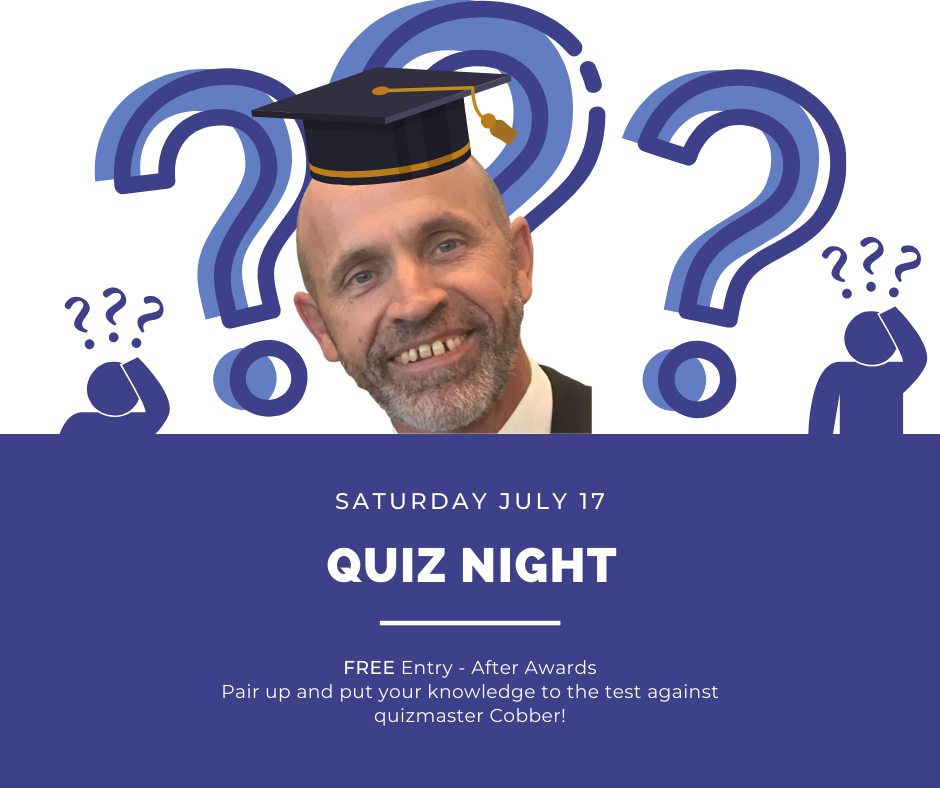 SATURDAY JULY 17
QUIZ NIGHT
FREE Entry - After Awards
Pair up and put your knowledge to the test against
quizmaster Cobber!